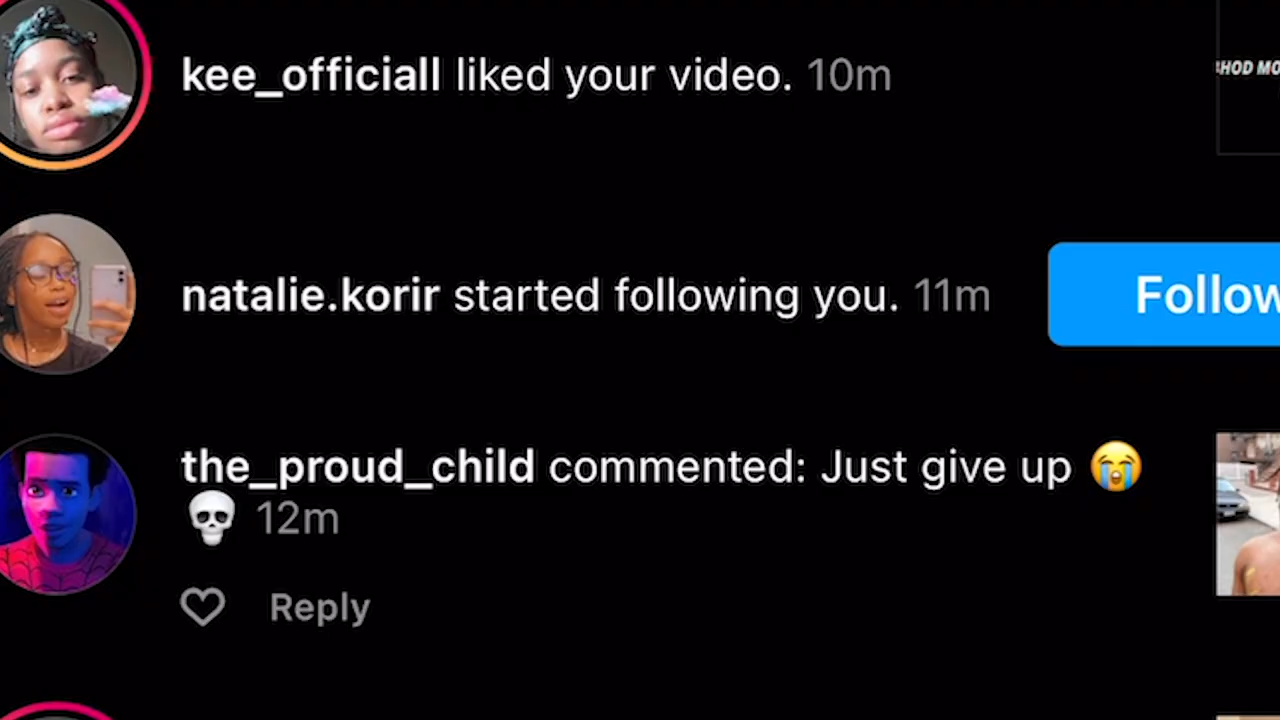 kee_officiall liked your video. 10m
natalie.korir started following you. 11m
Follow
the_proud_child commented: Just give up 😭
💀 12m
Reply